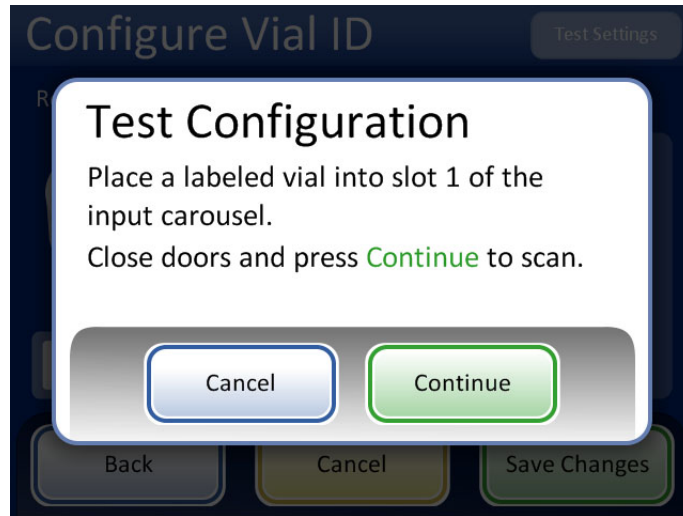 Configure Vial ID
Test Settings
Test Configuration
Place a labeled vial into slot 1 of the
input carousel.
Close doors and press Continue to scan.
Cancel
Continue
Back
Cancel
Save Changes